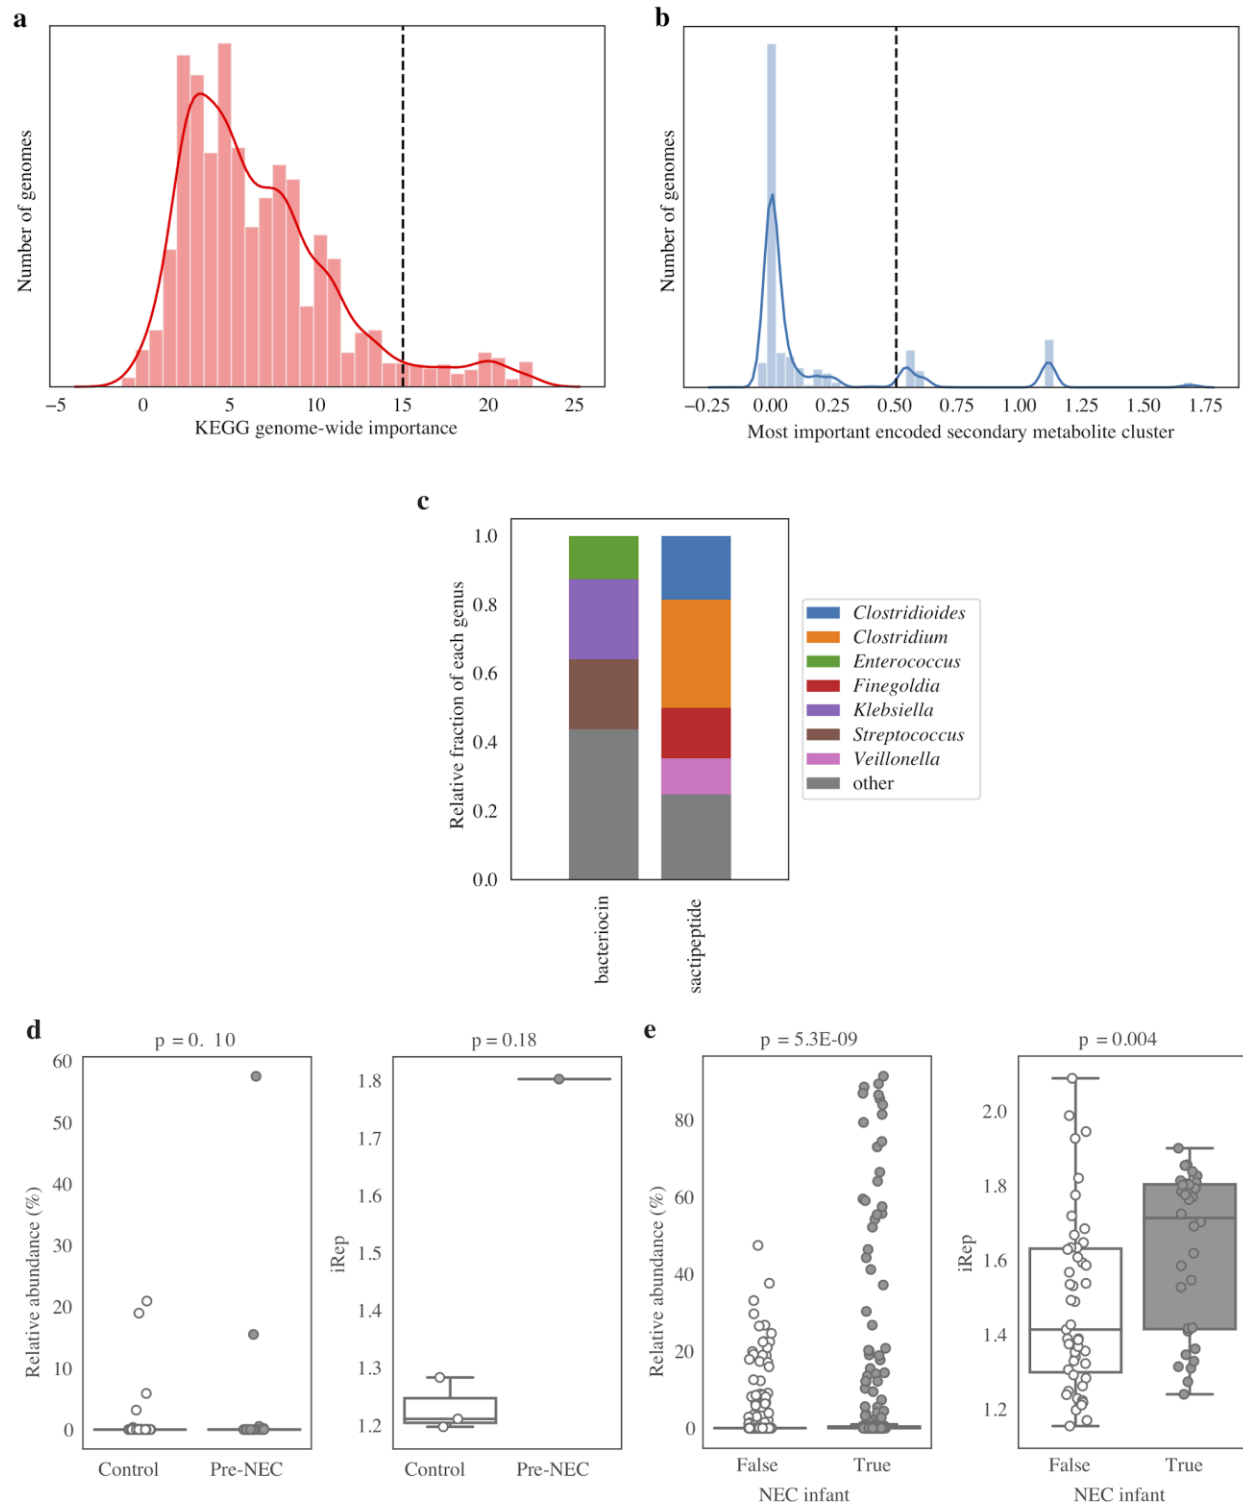 a
Number of genomes
−5 0 5 10 15 20 25
KEGG genome-wide importance
b
Number of genomes
−0.25 0.00 0.25 0.50 0.75 1.00 1.25 1.50 1.75
Most important encoded secondary metabolite cluster
c
Relative fraction of each genus
1.0
0.8
0.6
0.4
0.2
0.0
bacteriocin
sactipeptide
Clostridioides
Clostridium
Enterococcus
Finegoldia
Klebsiella
Streptococcus
Veillonella
other
d
p = 0. 10
Relative abundance (%)
60
50
40
30
20
10
0
Control Pre-NEC
p = 0.18
iRep
1.8
1.7
1.6
1.5
1.4
1.3
1.2
Control Pre-NEC
e
p = 5.3E-09
Relative abundance (%)
80
60
40
20
0
False True
NEC infant
p = 0.004
iRep
2.0
1.8
1.6
1.4
1.2
False True
NEC infant